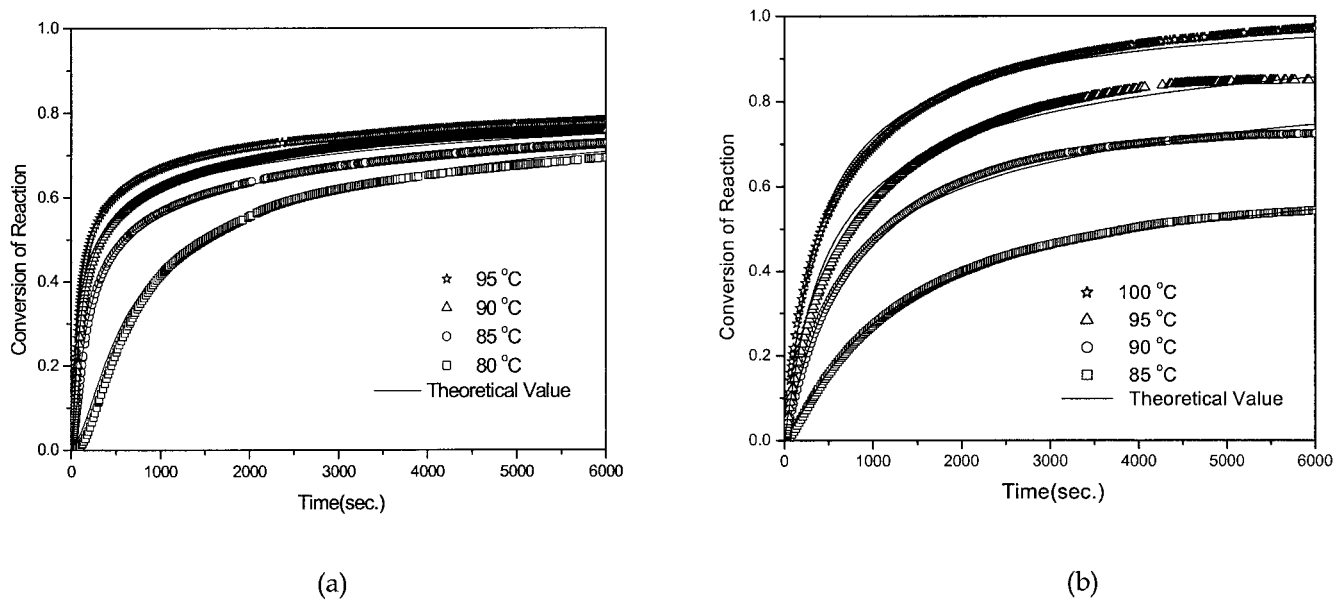 1.0
0.8
0.6
0.4
0.2
0.0
Conversion of Reaction
95 °C
90 °C
85 °C
80 °C
Theoretical Value
0 1000 2000 3000 4000 5000 6000
Time(sec.)
(a)
1.0
0.8
0.6
0.4
0.2
0.0
Conversion of Reaction
100 °C
95 °C
90 °C
85 °C
Theoretical Value
0 1000 2000 3000 4000 5000 6000
Time(sec.)
(b)